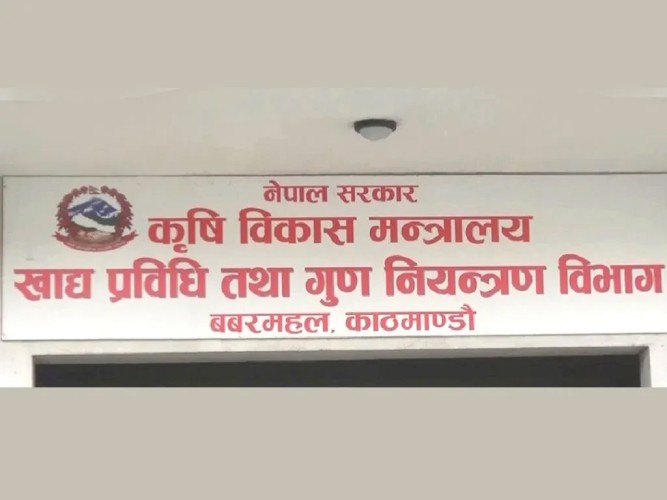 नेपाल सरकार
कृषि विकास मन्त्रालय
खाद्य प्रविधि तथा गुण नियन्त्रण विभाग
बबरमहल, काठमाण्डौ